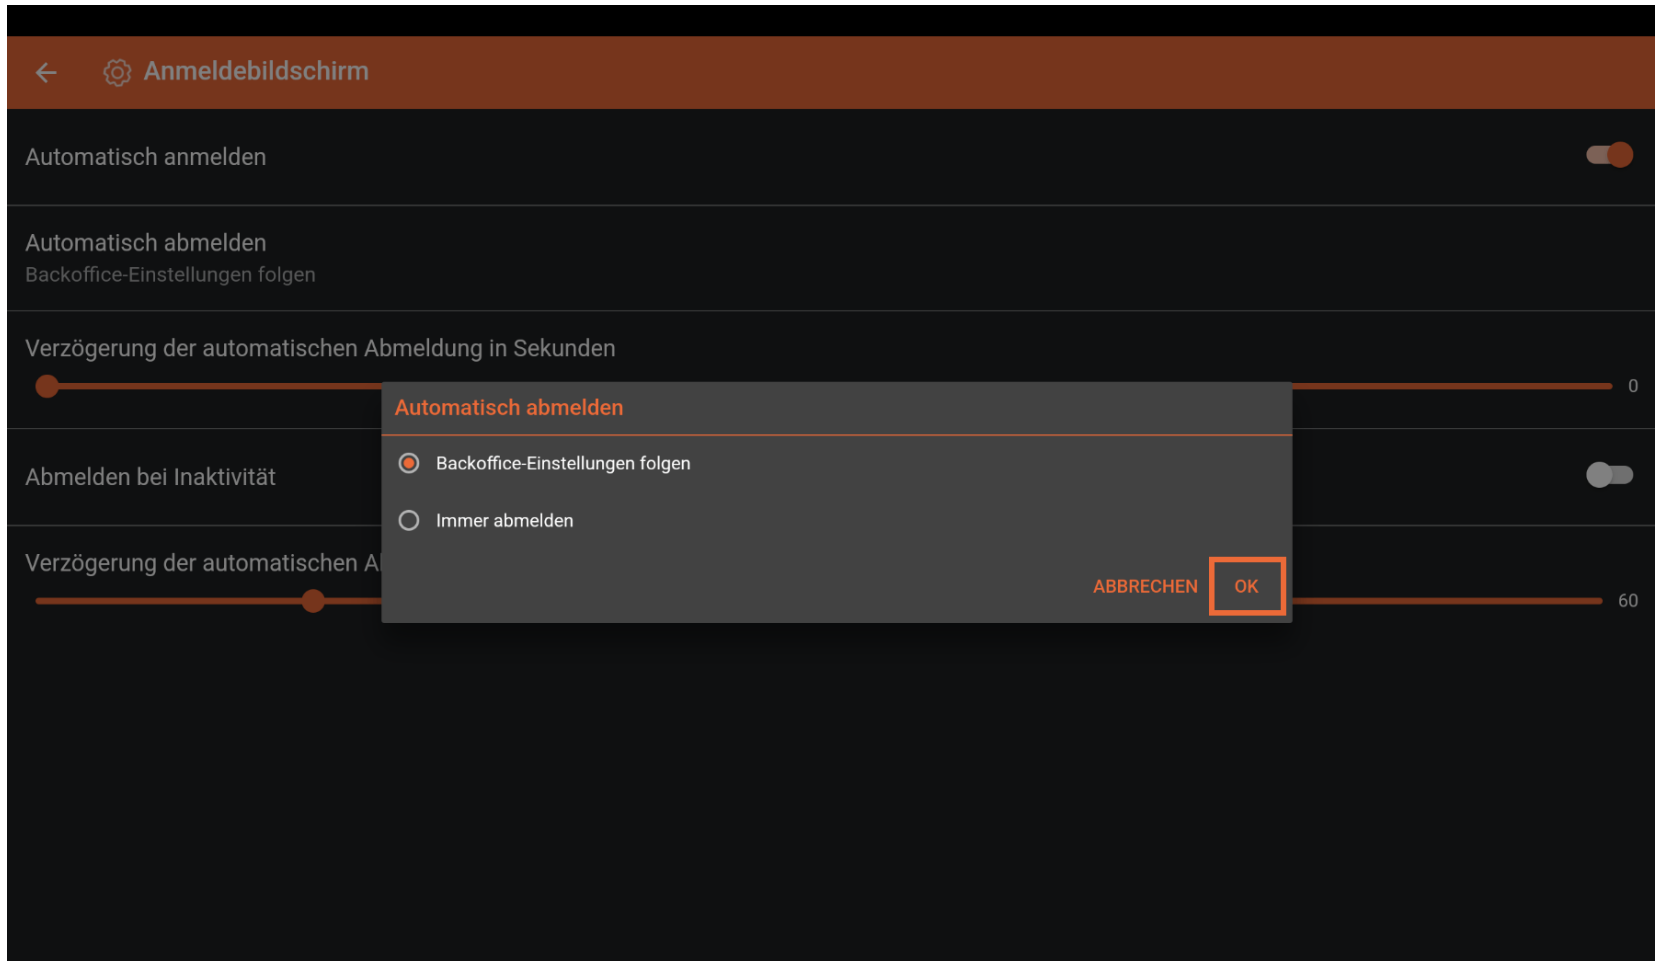 Anmeldebildschirm
Automatisch anmelden
Automatisch abmelden
Backoffice-Einstellungen folgen
Verzögerung der automatischen Abmeldung in Sekunden
0
Automatisch abmelden
Backoffice-Einstellungen folgen
Immer abmelden
ABBRECHEN OK
Abmelden bei Inaktivität
Verzögerung der automatischen
60